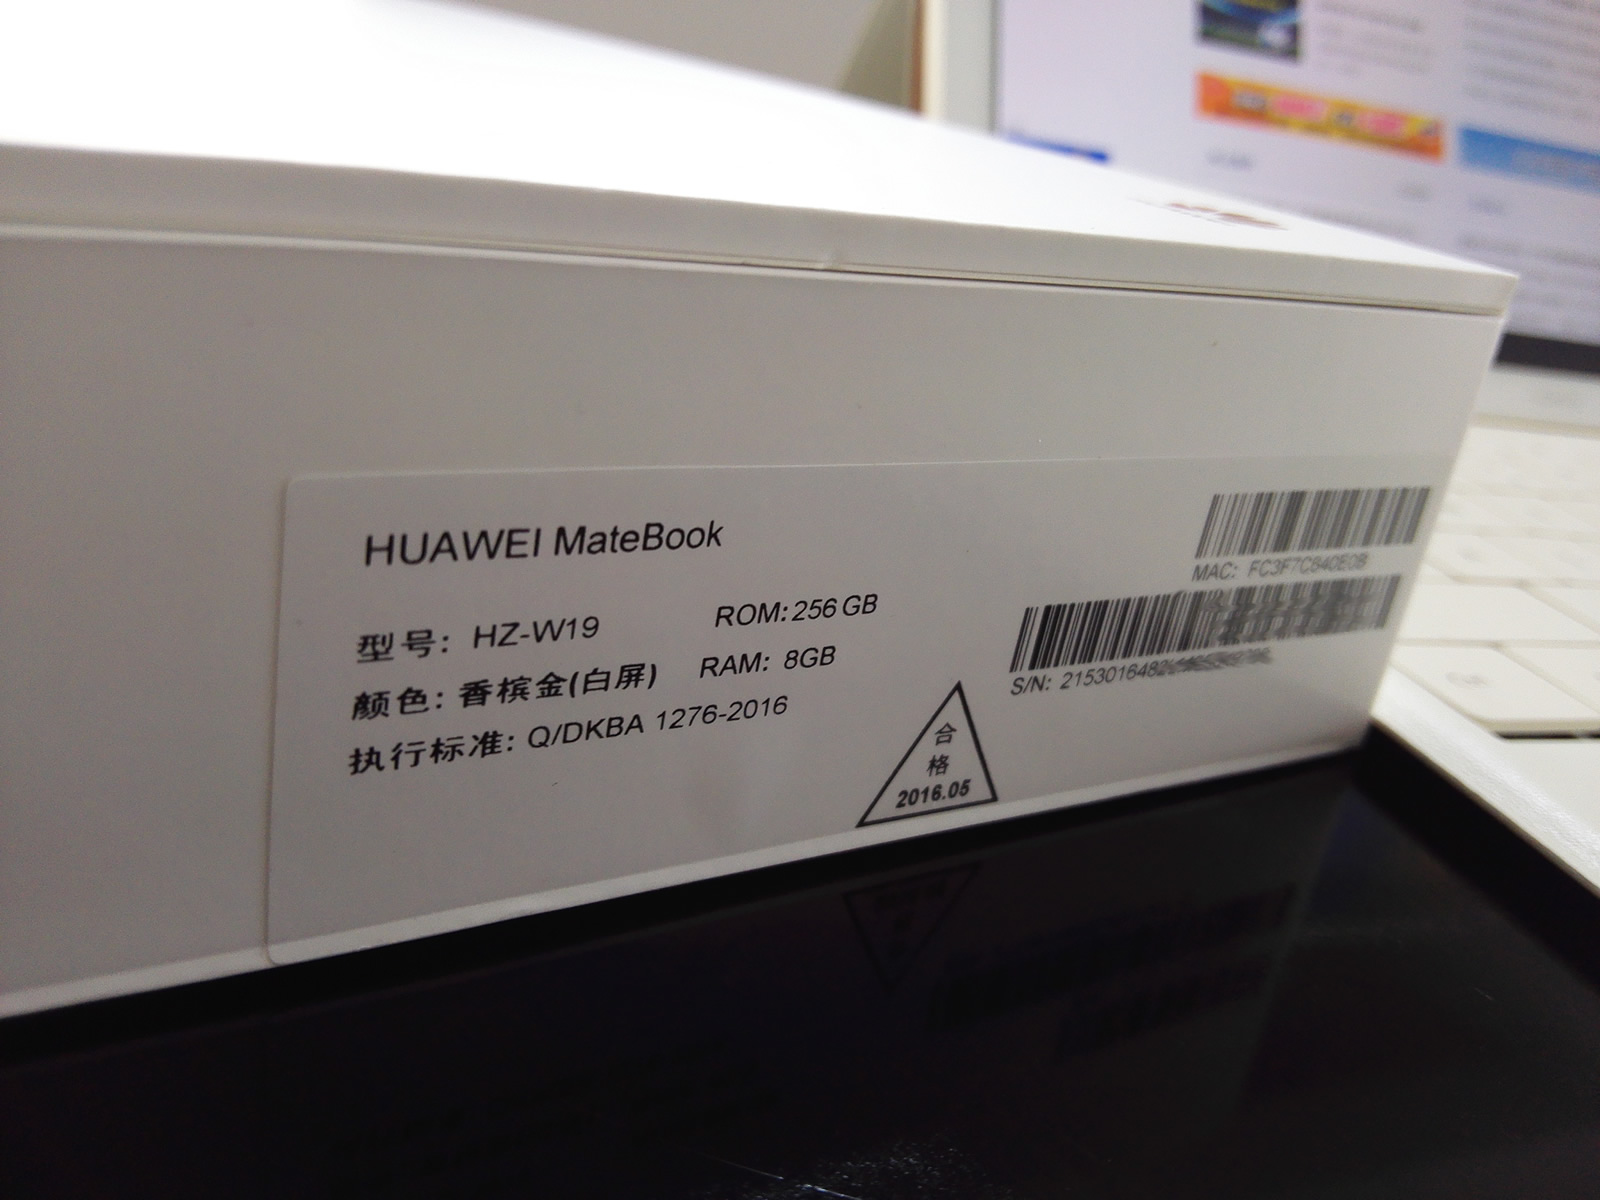 HUAWEI MateBook
型号: HZ-W19 ROM: 256 GB
颜色: 香槟金(白屏) RAM: 8GB
执行标准: Q/DKBA 1276-2016
合
格
2016.05
MAC:
S/N: